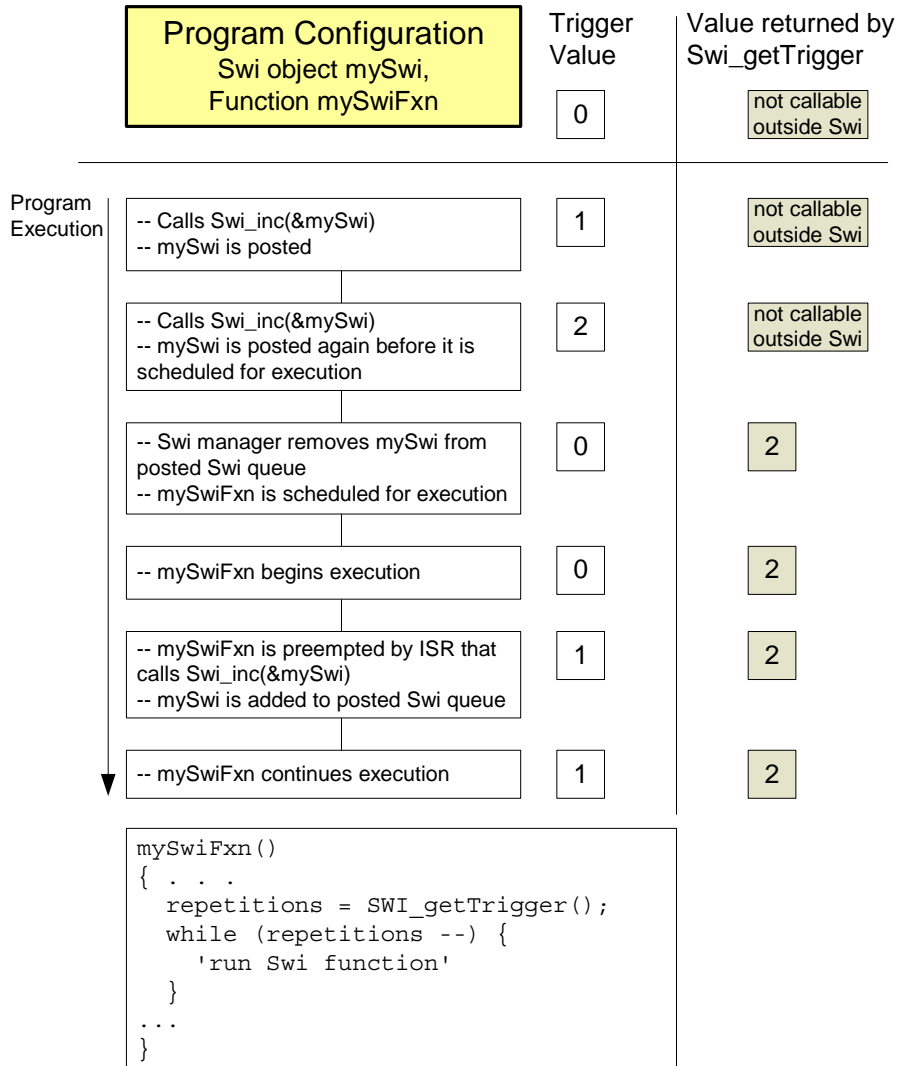 Program Configuration
Swi object mySwi,
Function mySwiFxn
Trigger
Value
Value returned by
Swi_getTrigger
0
not callable
outside Swi
Program
Execution
-- Calls Swi_inc(&mySwi)
-- mySwi is posted
1
not callable
outside Swi
-- Calls Swi_inc(&mySwi)
-- mySwi is posted again before it is
scheduled for execution
2
not callable
outside Swi
-- Swi manager removes mySwi from
posted Swi queue
-- mySwiFxn is scheduled for execution
0
2
-- mySwiFxn begins execution
0
2
-- mySwiFxn is preempted by ISR that
calls Swi_inc(&mySwi)
-- mySwi is added to posted Swi queue
1
2
-- mySwiFxn continues execution
1
2
mySwiFxn()
{ . . .
  repetitions = SWI_getTrigger();
  while (repetitions --) {
    'run Swi function'
  }
...
}